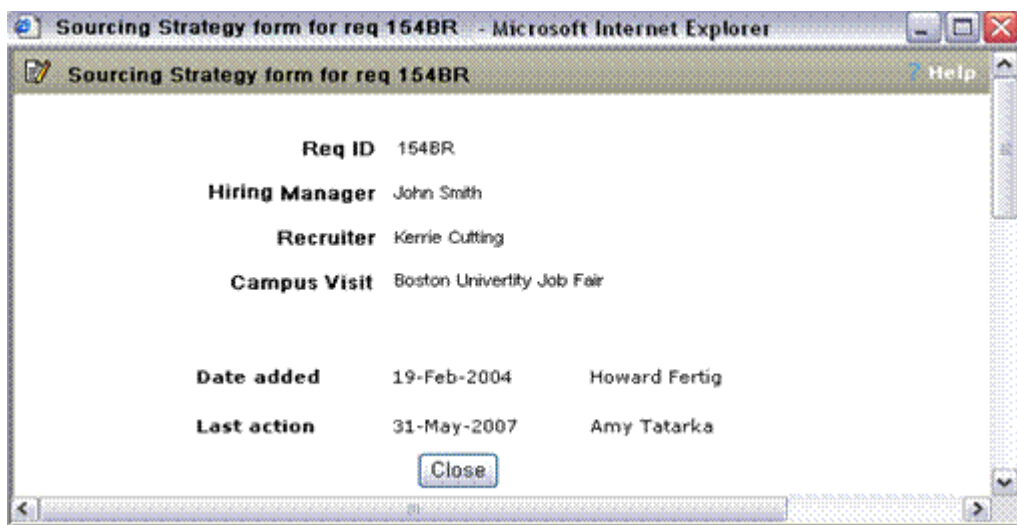 Sourcing Strategy form for req 154BR - Microsoft Internet Explorer
Sourcing Strategy form for req 154BR ? Help
Req ID 154BR
Hiring Manager John Smith
Recruiter Kerrie Cutting
Campus Visit Boston Univertity Job Fair
Date added 19-Feb-2004 Howard Fertig
Last action 31-May-2007 Amy Tatarka
Close